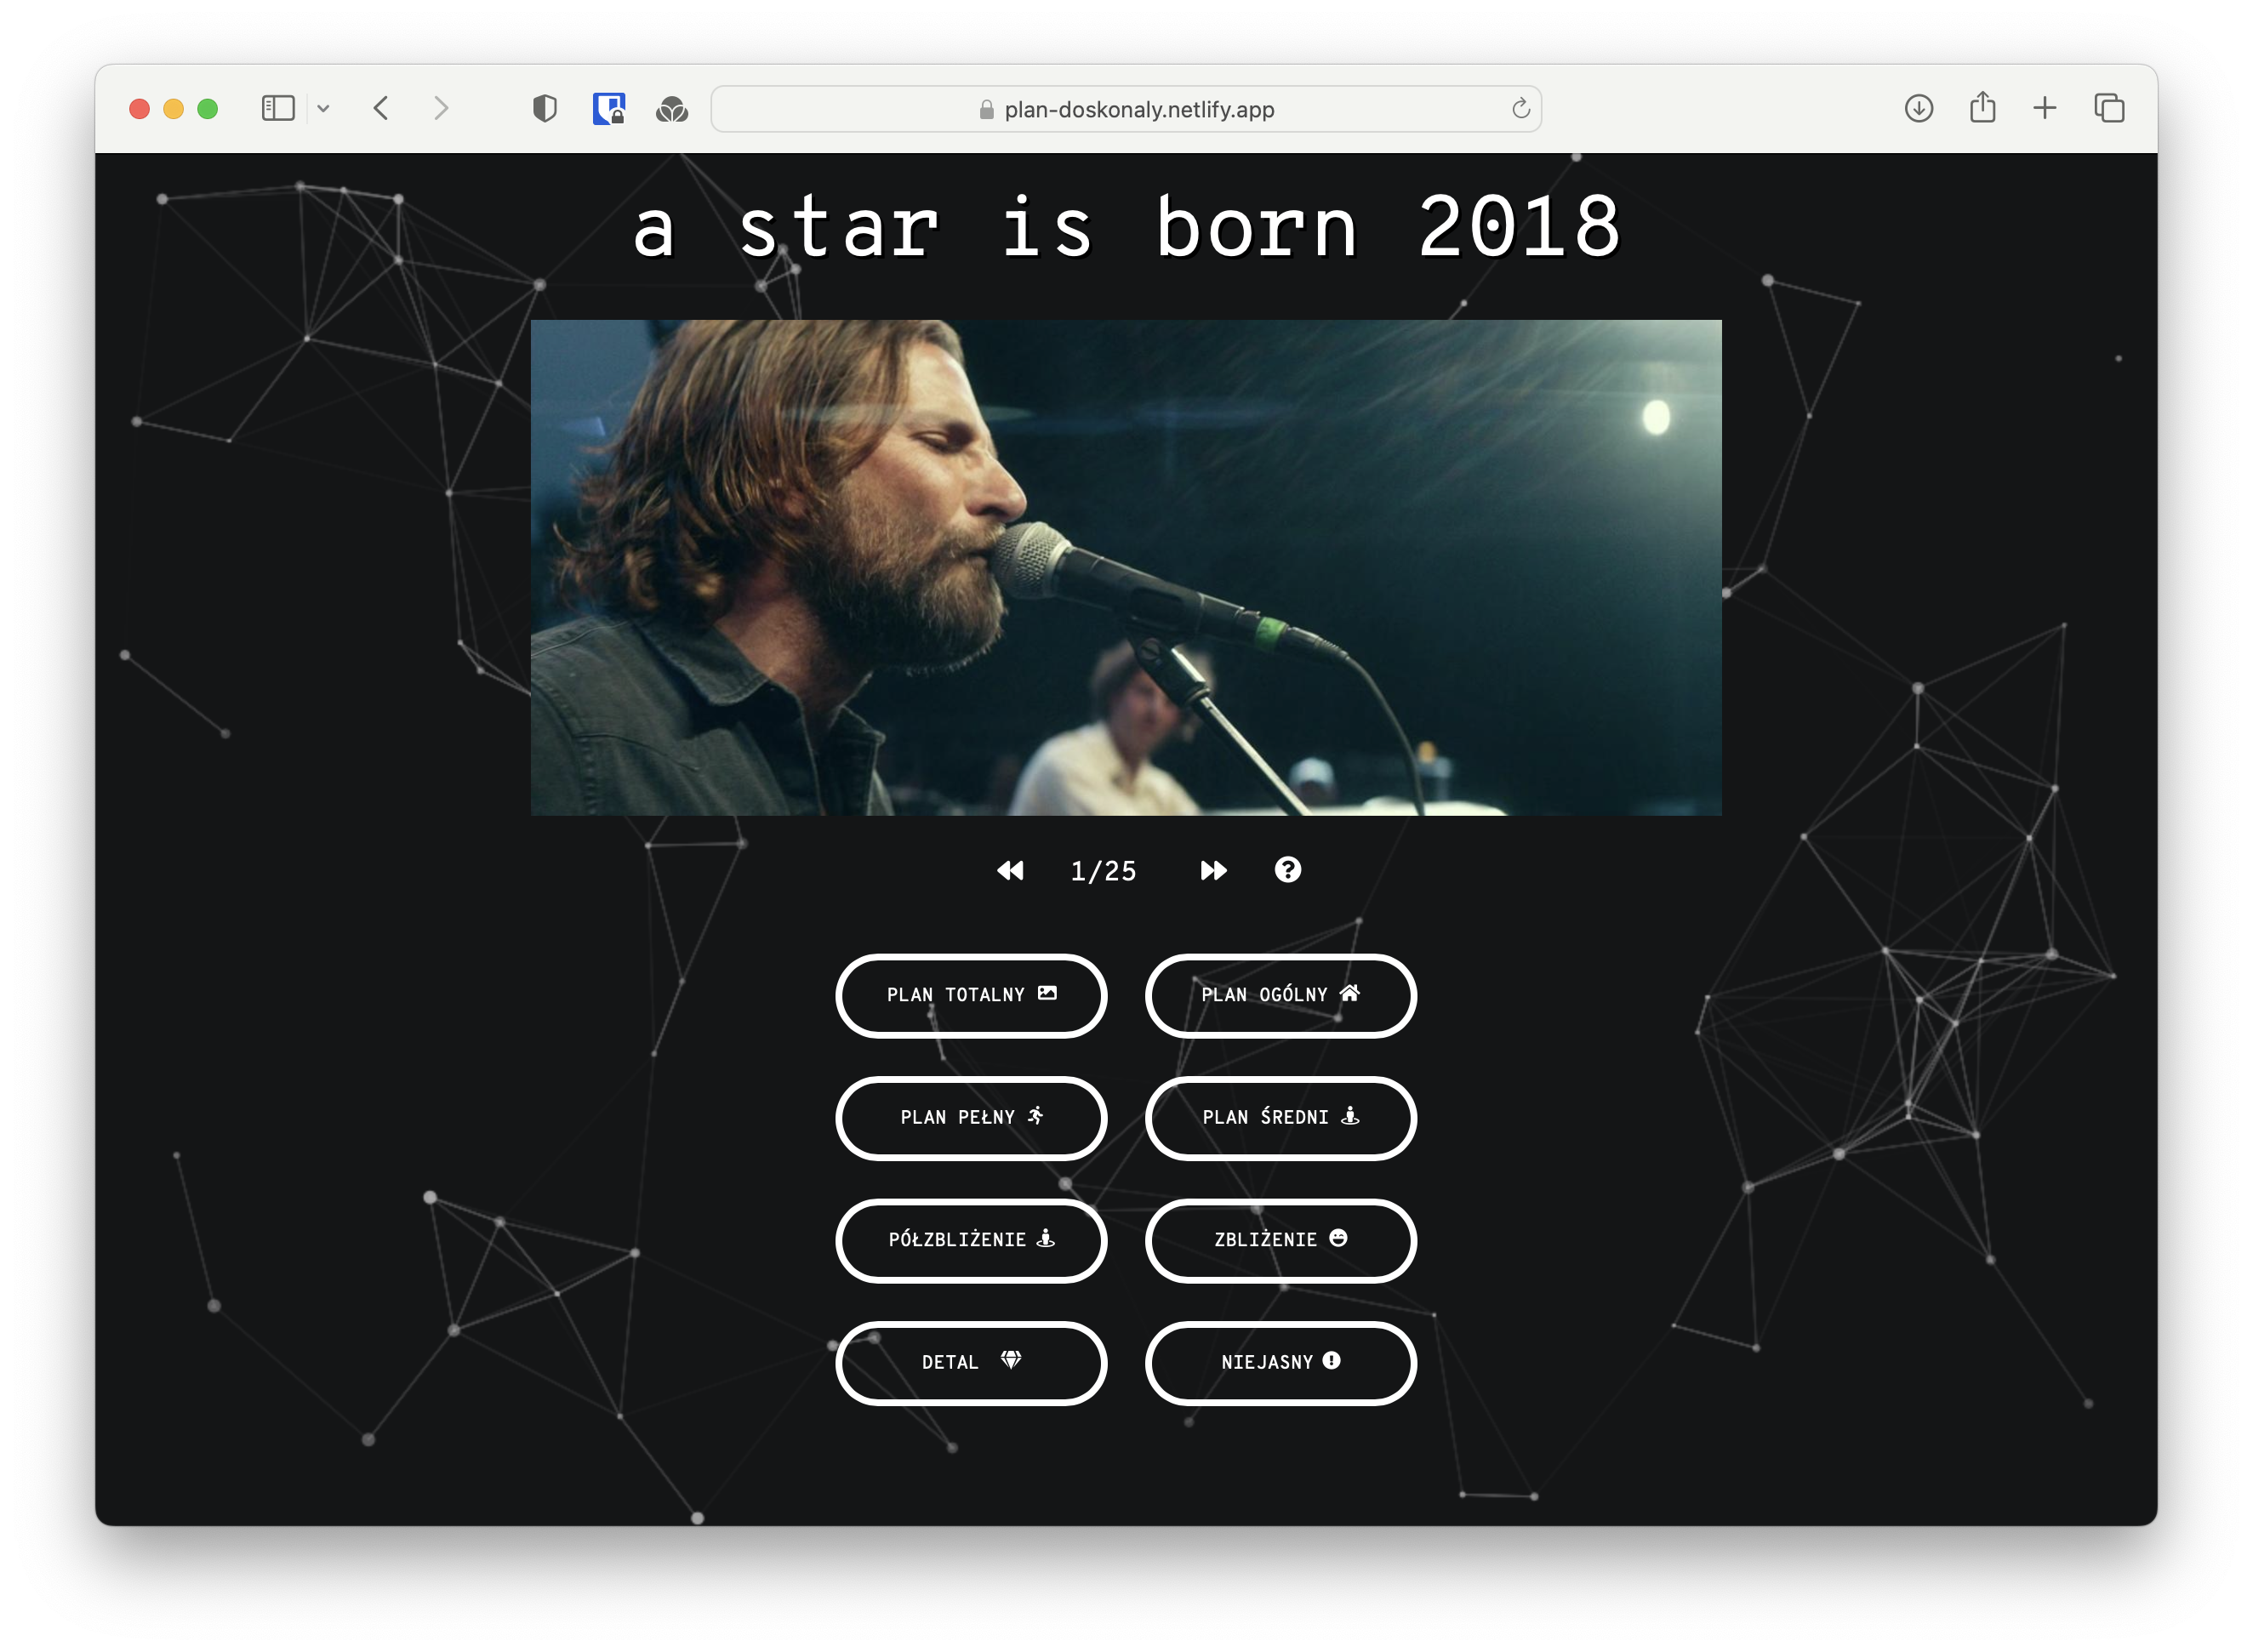 plan-doskonaly.netlify.app
a star is born 2018
1/25
PLAN TOTALNY
PLAN OGÓLNY
PLAN PEŁNY
PLAN ŚREDNI
PÓŁZBLIŻENIE
ZBLIŻENIE
DETAL
NIEJASNY